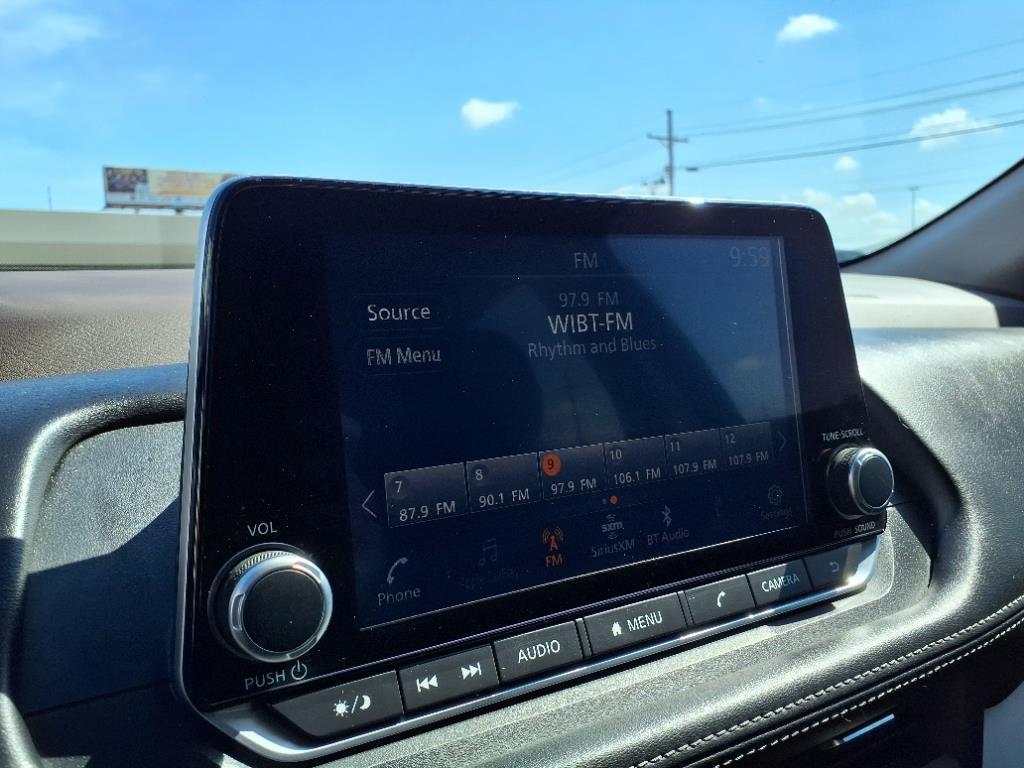 FM
9:59
97.9 FM
Source
WIBT-FM
FM Menu
Rhythm and Blues
7
8
9
10
11
12
87.9 FM
90.1 FM
97.9 FM
106.1 FM
107.9 FM
107.9 FM
Phone
FM
sxm
SiriusXM
BT Audio
Settings
TUNE·SCROLL
PUSH SOUND
VOL
PUSH
AUDIO
MENU
CAMERA